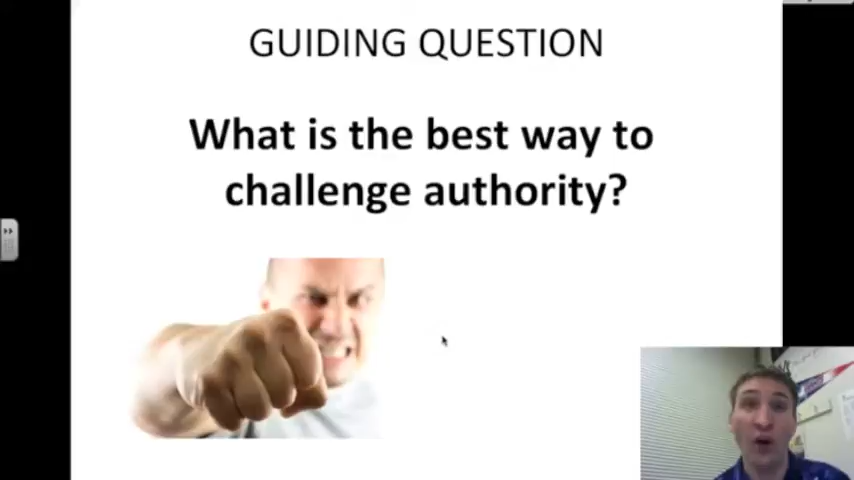 GUIDING QUESTION
What is the best way to
challenge authority?